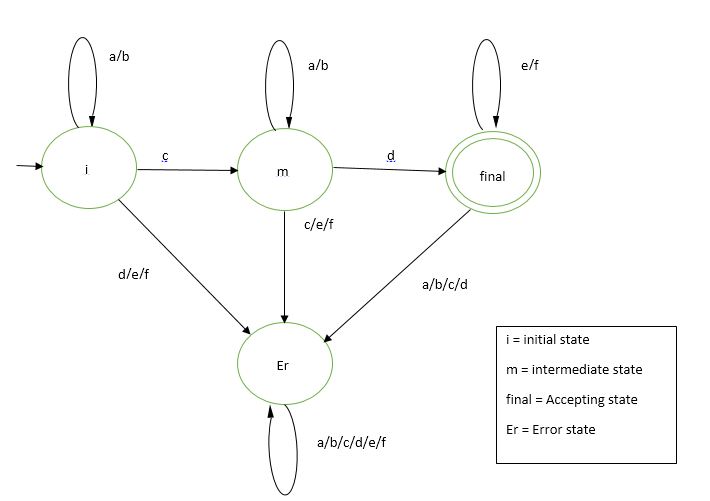 a/b
a/b
e/f
i
c
m
d
final
d/e/f
c/e/f
a/b/c/d
Er
a/b/c/d/e/f
i = initial state
m = intermediate state
final = Accepting state
Er = Error state